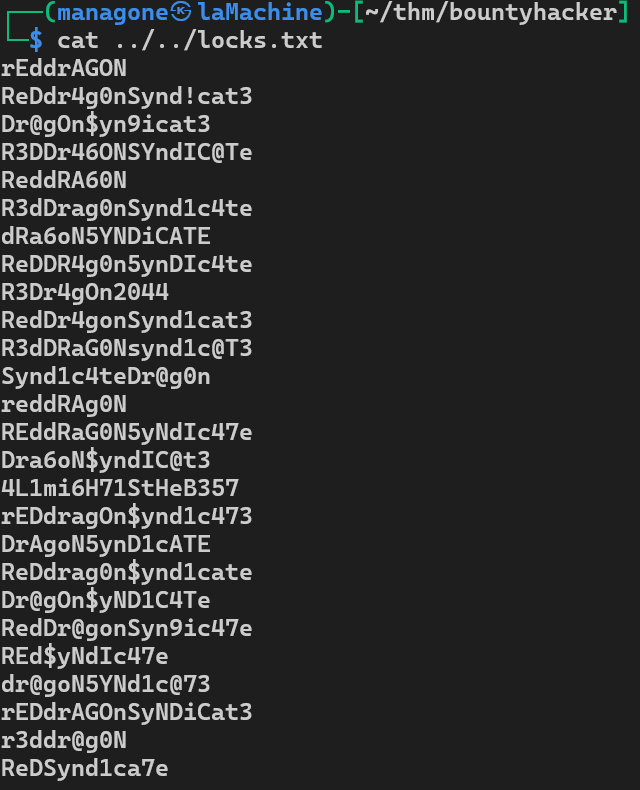 ┌──(managone㉿laMachine)-[~/thm/bountyhacker]
└─$ cat ../../locks.txt
rEddrAGON
ReDdr4g0nSynd!cat3
Dr@gOn$yn9icat3
R3DDr46ONSYndIC@Te
ReddRA60N
R3dDrag0nSynd1c4te
dRa6oN5YNDiCATE
ReDDR4g0n5ynDIc4te
R3Dr4gOn2044
RedDr4gonSynd1cat3
R3dDRaG0Nsynd1c@T3
Synd1c4teDr@g0n
reddRAg0N
REddRaG0N5yNdIc47e
Dra6oN$yndIC@t3
4L1mi6H71StHeB357
rEDdragOn$ynd1c473
DrAgoN5ynD1cATE
ReDdrag0n$ynd1cate
Dr@gOn$yND1C4Te
RedDr@gonSyn9ic47e
REd$yNdIc47e
dr@goN5YNd1c@73
rEDdrAGOnSyNDiCat3
r3ddr@g0N
ReDSynd1ca7e